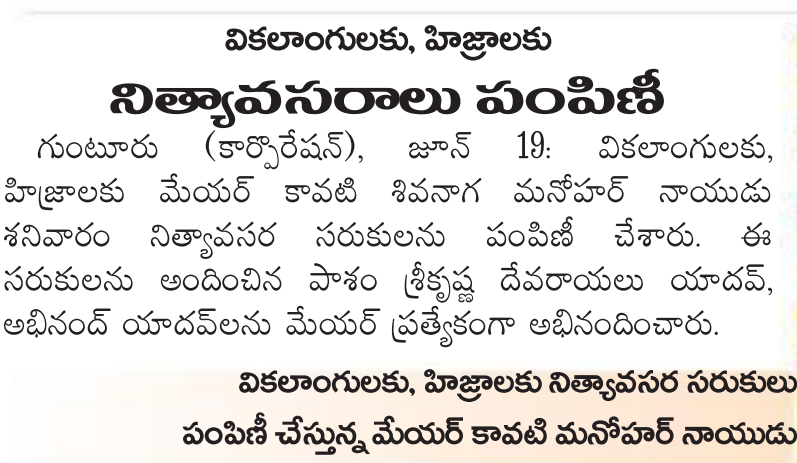 వికలాంగులకు, హిజ్రాలకు
నిత్యావసరాలు పంపిణీ
గుంటూరు (కార్పొరేషన్), జూన్ 19: వికలాంగులకు,
హిజ్రాలకు మేయర్ కావటి శివనాగ మనోహర్ నాయుడు
శనివారం నిత్యావసర సరుకులను పంపిణీ చేశారు. ఈ
సరుకులను అందించిన పాశం శ్రీకృష్ణ దేవరాయలు యాదవ్,
అభినంద్ యాదవ్‌లను మేయర్ ప్రత్యేకంగా అభినందించారు.
వికలాంగులకు, హిజ్రాలకు నిత్యావసర సరుకులు
పంపిణీ చేస్తున్న మేయర్ కావటి మనోహర్ నాయుడు